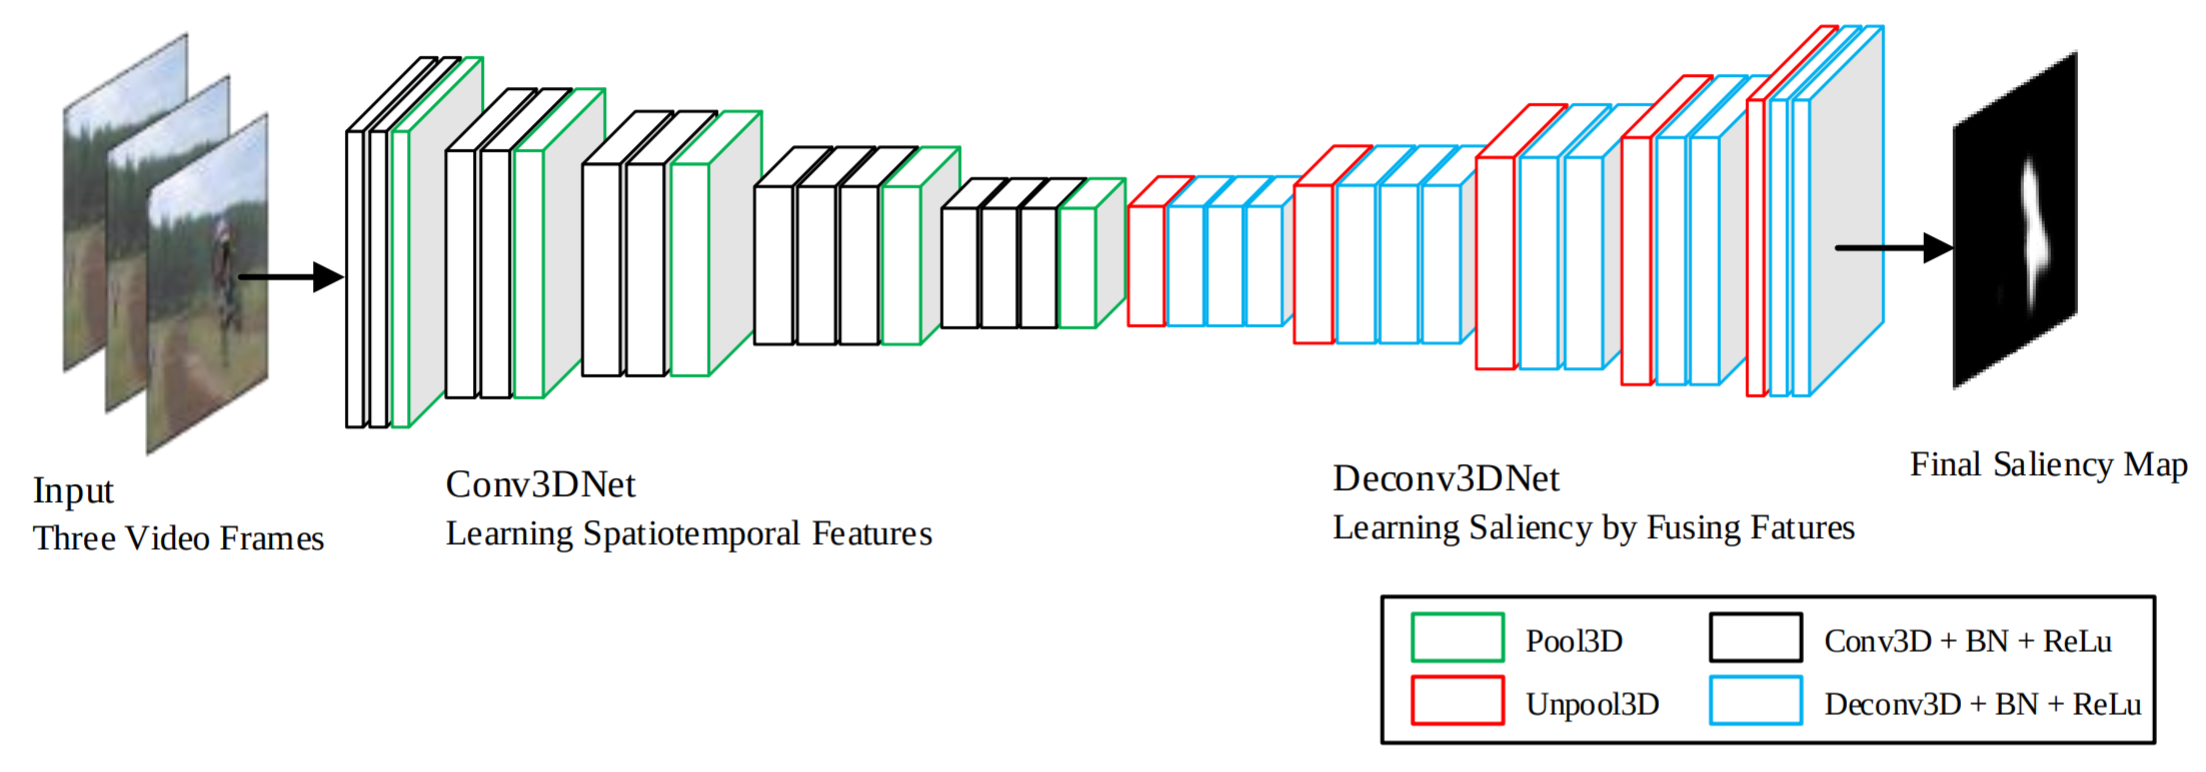 Input
Three Video Frames
Conv3DNet
Learning Spatiotemporal Features
Deconv3DNet
Learning Saliency by Fusing Fatures
Final Saliency Map
Pool3D
Conv3D + BN + ReLu
Unpool3D
Deconv3D + BN + ReLu